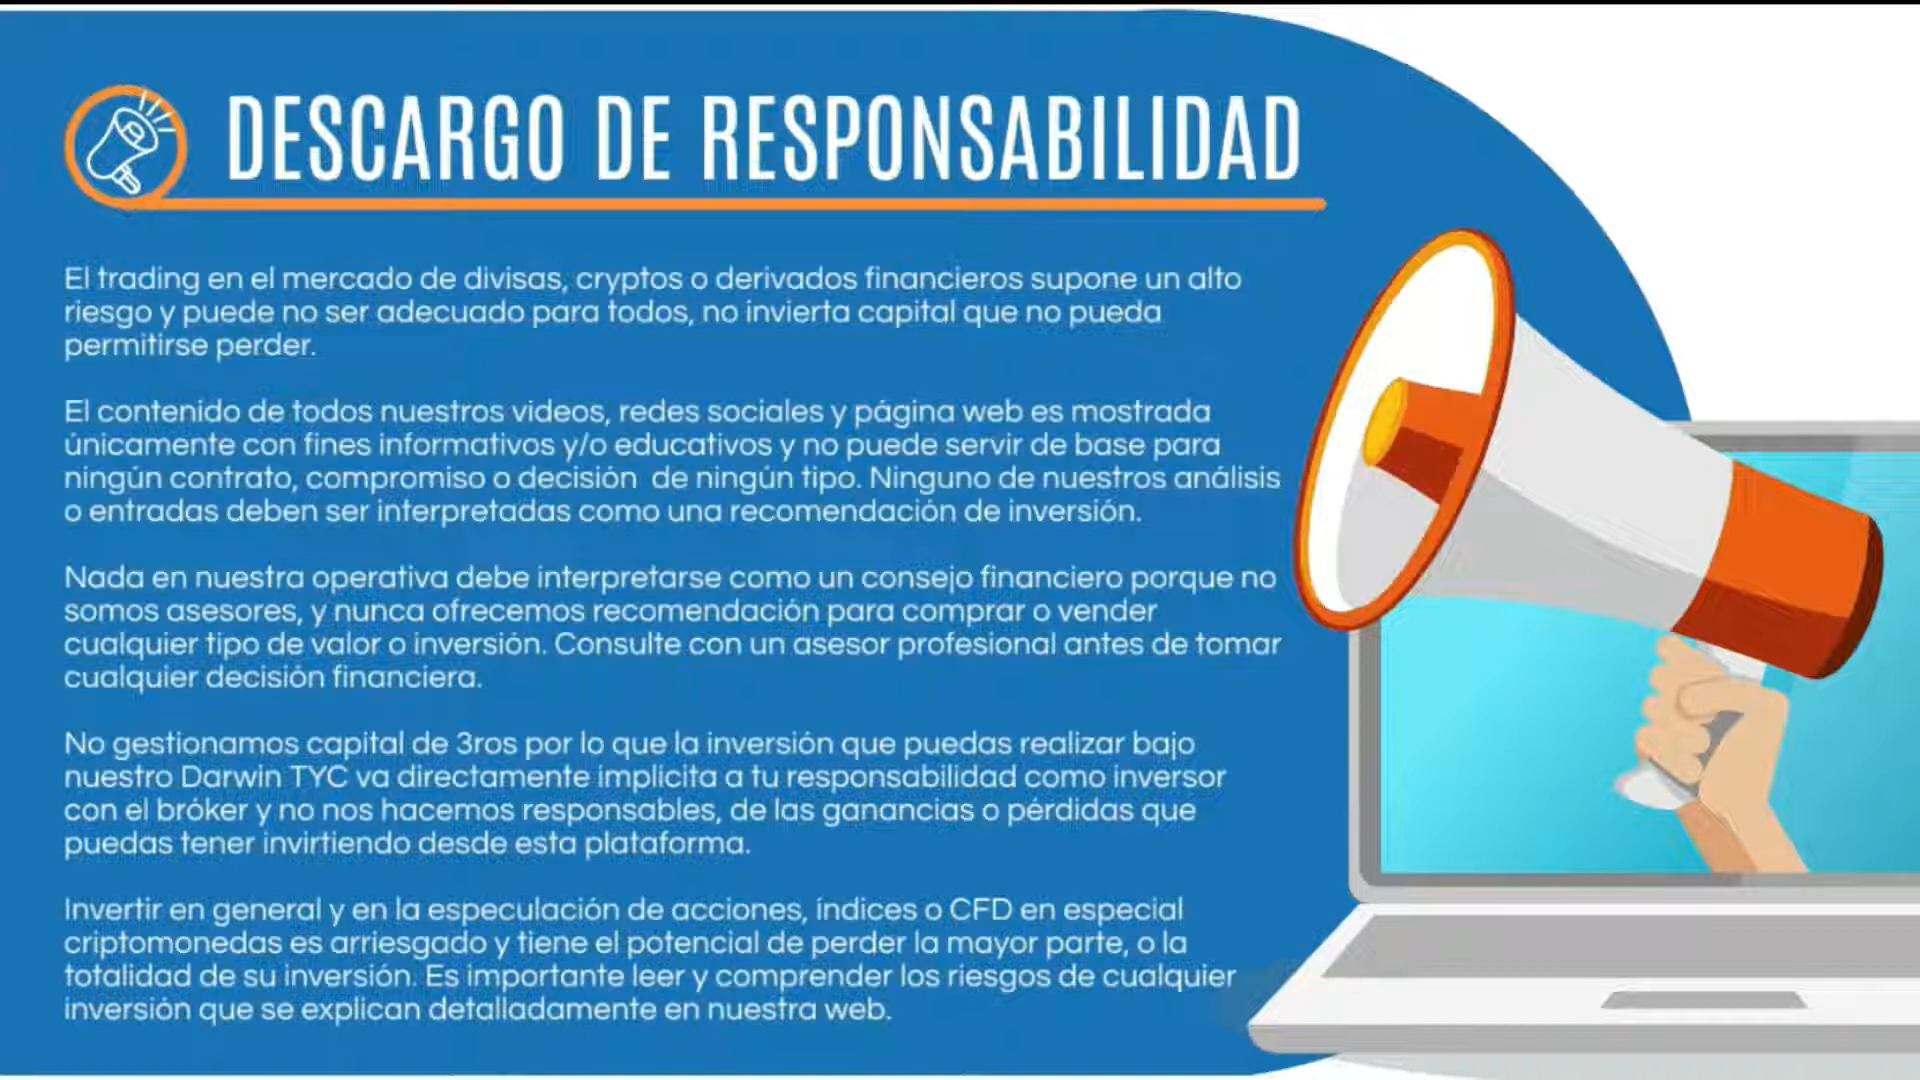 DESCARGO DE RESPONSABILIDAD
El trading en el mercado de divisas, cryptos o derivados financieros supone un alto
riesgo y puede no ser adecuado para todos, no invierta capital que no pueda
permitirse perder.
El contenido de todos nuestros videos, redes sociales y página web es mostrada
únicamente con fines informativos y/o educativos y no puede servir de base para
ningún contrato, compromiso o decisión  de ningún tipo. Ninguno de nuestros análisis
o entradas deben ser interpretadas como una recomendación de inversión.
Nada en nuestra operativa debe interpretarse como un consejo financiero porque no
somos asesores, y nunca ofrecemos recomendación para comprar o vender
cualquier tipo de valor o inversión. Consulte con un asesor profesional antes de tomar
cualquier decisión financiera.
No gestionamos capital de 3ros por lo que la inversión que puedas realizar bajo
nuestro Darwin TYC va directamente implicita a tu responsabilidad como inversor
con el bróker y no nos hacemos responsables, de las ganancias o pérdidas que
puedas tener invirtiendo desde esta plataforma.
Invertir en general y en la especulación de acciones, índices o CFD en especial
criptomonedas es arriesgado y tiene el potencial de perder la mayor parte, o la
totalidad de su inversión. Es importante leer y comprender los riesgos de cualquier
inversión que se explican detalladamente en nuestra web.